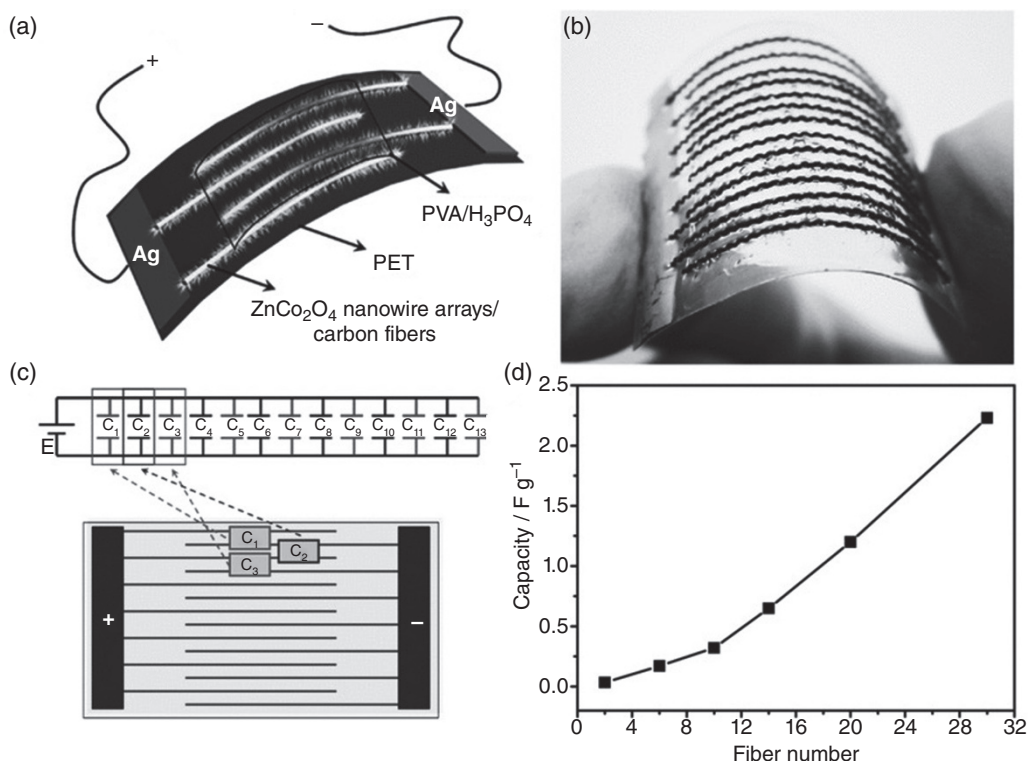 (a)
+
−
Ag
Ag
PVA/H₃PO₄
PET
ZnCo₂O₄ nanowire arrays/
carbon fibers
(b)
(c)
E
C₁ C₂ C₃ C₄ C₅ C₆ C₇ C₈ C₉ C₁₀ C₁₁ C₁₂ C₁₃
C₁
C₂
C₃
+
−
(d)
Capacity / F g⁻¹
2.5
2.0
1.5
1.0
0.5
0.0
0 4 8 12 16 20 24 28 32
Fiber number